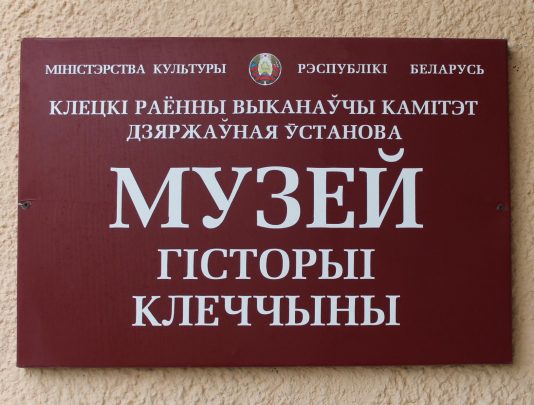 МІНІСТЭРСТВА КУЛЬТУРЫ РЭСПУБЛІКІ БЕЛАРУСЬ
КЛЕЦКІ РАЁННЫ ВЫКАНАЎЧЫ КАМІТЭТ
ДЗЯРЖАЎНАЯ ЎСТАНОВА
МУЗЕЙ
ГІСТОРЫІ
КЛЕЧЧЫНЫ